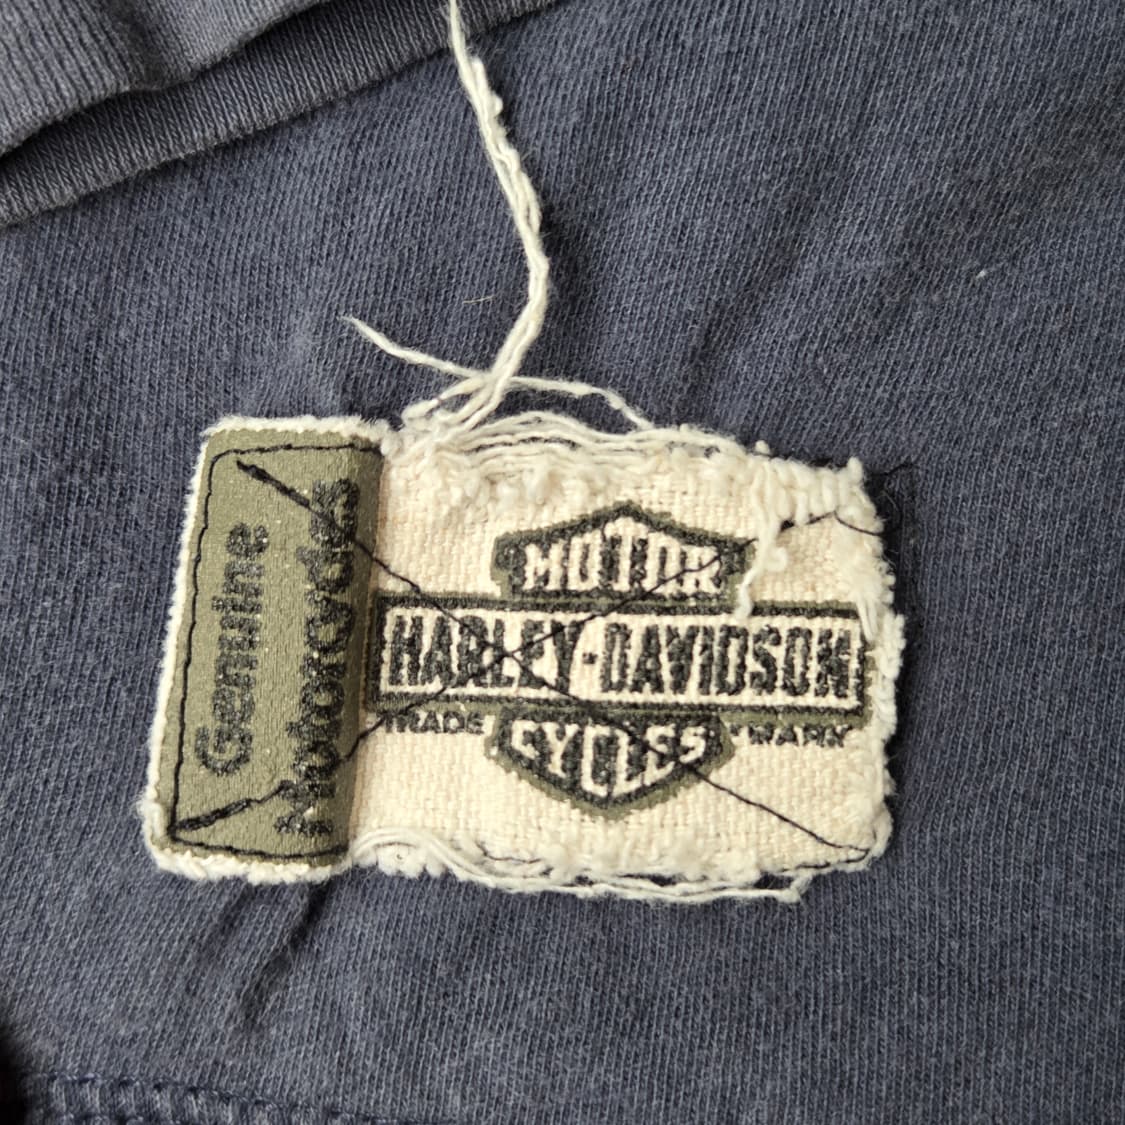 Genuine
Motorcycles
MOTOR
HARLEY-DAVIDSON
TRADE MARK
CYCLES